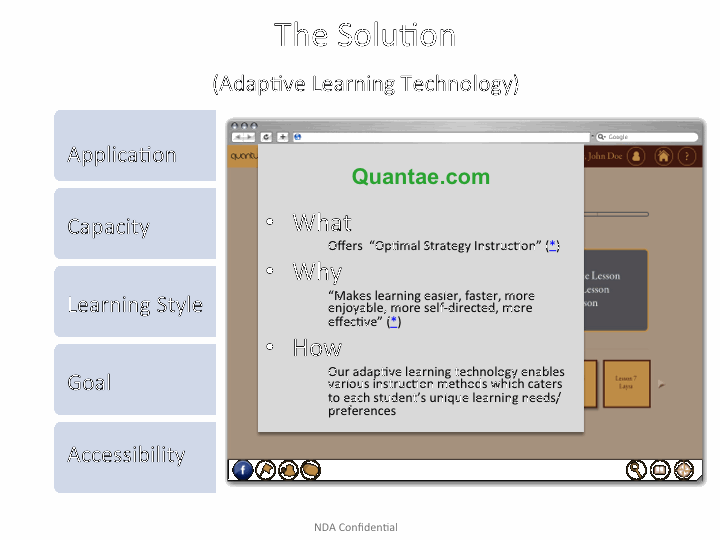 The Solution
(Adaptive Learning Technology)
Application
Capacity
Learning Style
Goal
Accessibility
Google
quantu
John Doe
?
Quantae.com
• What
Offers “Optimal Strategy Instruction” (*)
• Why
“Makes learning easier, faster, more
enjoyable, more self-directed, more
effective” (*)
• How
Our adaptive learning technology enables
various instruction methods which caters
to each student’s unique learning needs/
preferences
Lesson
esson
son
Lesson 7
f
NDA Confidential